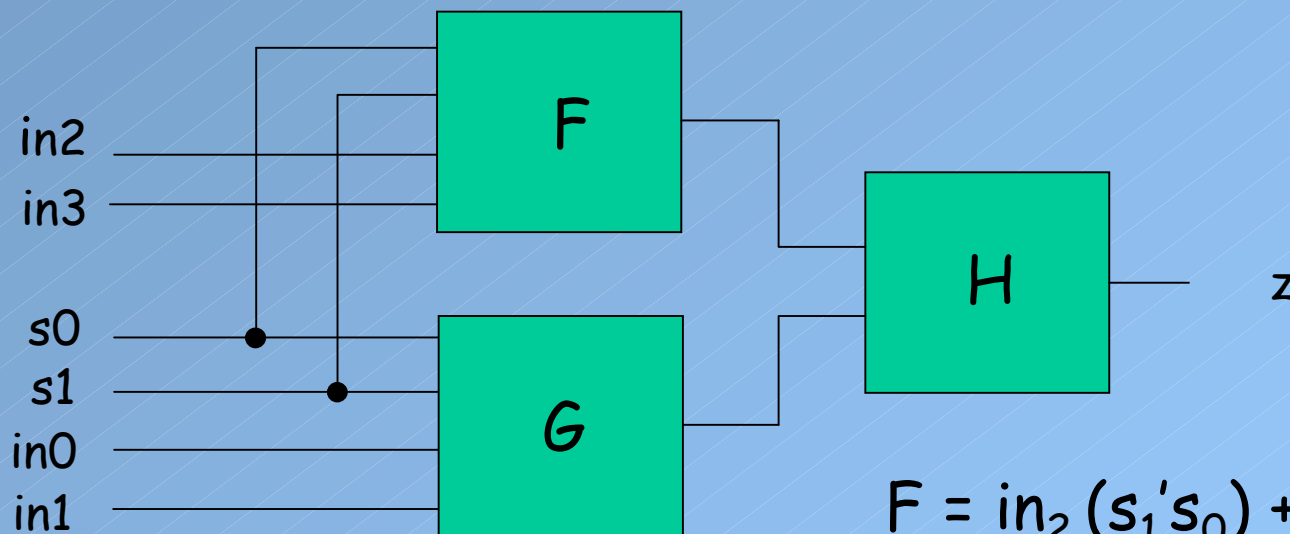 F
in2
in3
H
z
s0
s1
G
in0
in1
F = in₂ (s₁'s₀) +